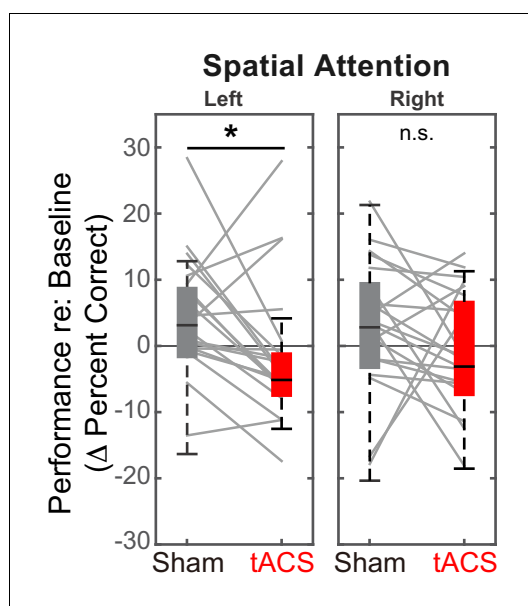 Spatial Attention
Left
Right
*
n.s.
Performance re: Baseline
(Δ Percent Correct)
30
20
10
0
-10
-20
-30
Sham
tACS
Sham
tACS